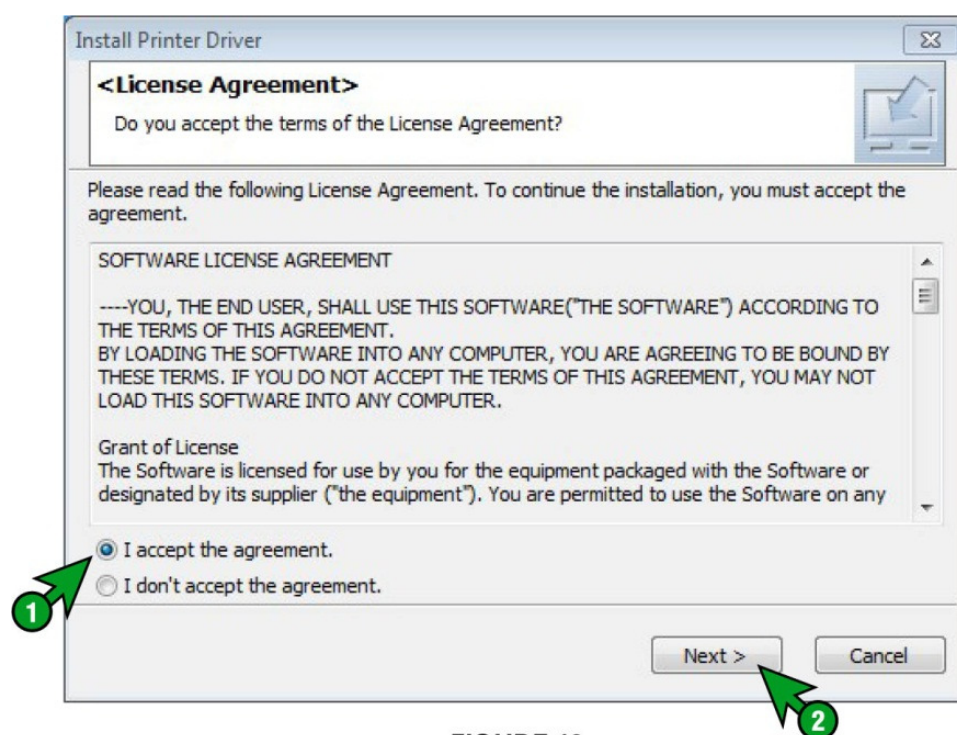 Install Printer Driver
<License Agreement>
Do you accept the terms of the License Agreement?
Please read the following License Agreement. To continue the installation, you must accept the
agreement.
SOFTWARE LICENSE AGREEMENT
----YOU, THE END USER, SHALL USE THIS SOFTWARE("THE SOFTWARE") ACCORDING TO
THE TERMS OF THIS AGREEMENT.
BY LOADING THE SOFTWARE INTO ANY COMPUTER, YOU ARE AGREEING TO BE BOUND BY
THESE TERMS. IF YOU DO NOT ACCEPT THE TERMS OF THIS AGREEMENT, YOU MAY NOT
LOAD THIS SOFTWARE INTO ANY COMPUTER.
Grant of License
The Software is licensed for use by you for the equipment packaged with the Software or
designated by its supplier ("the equipment"). You are permitted to use the Software on any
I accept the agreement.
1
I don't accept the agreement.
Next > Cancel
2